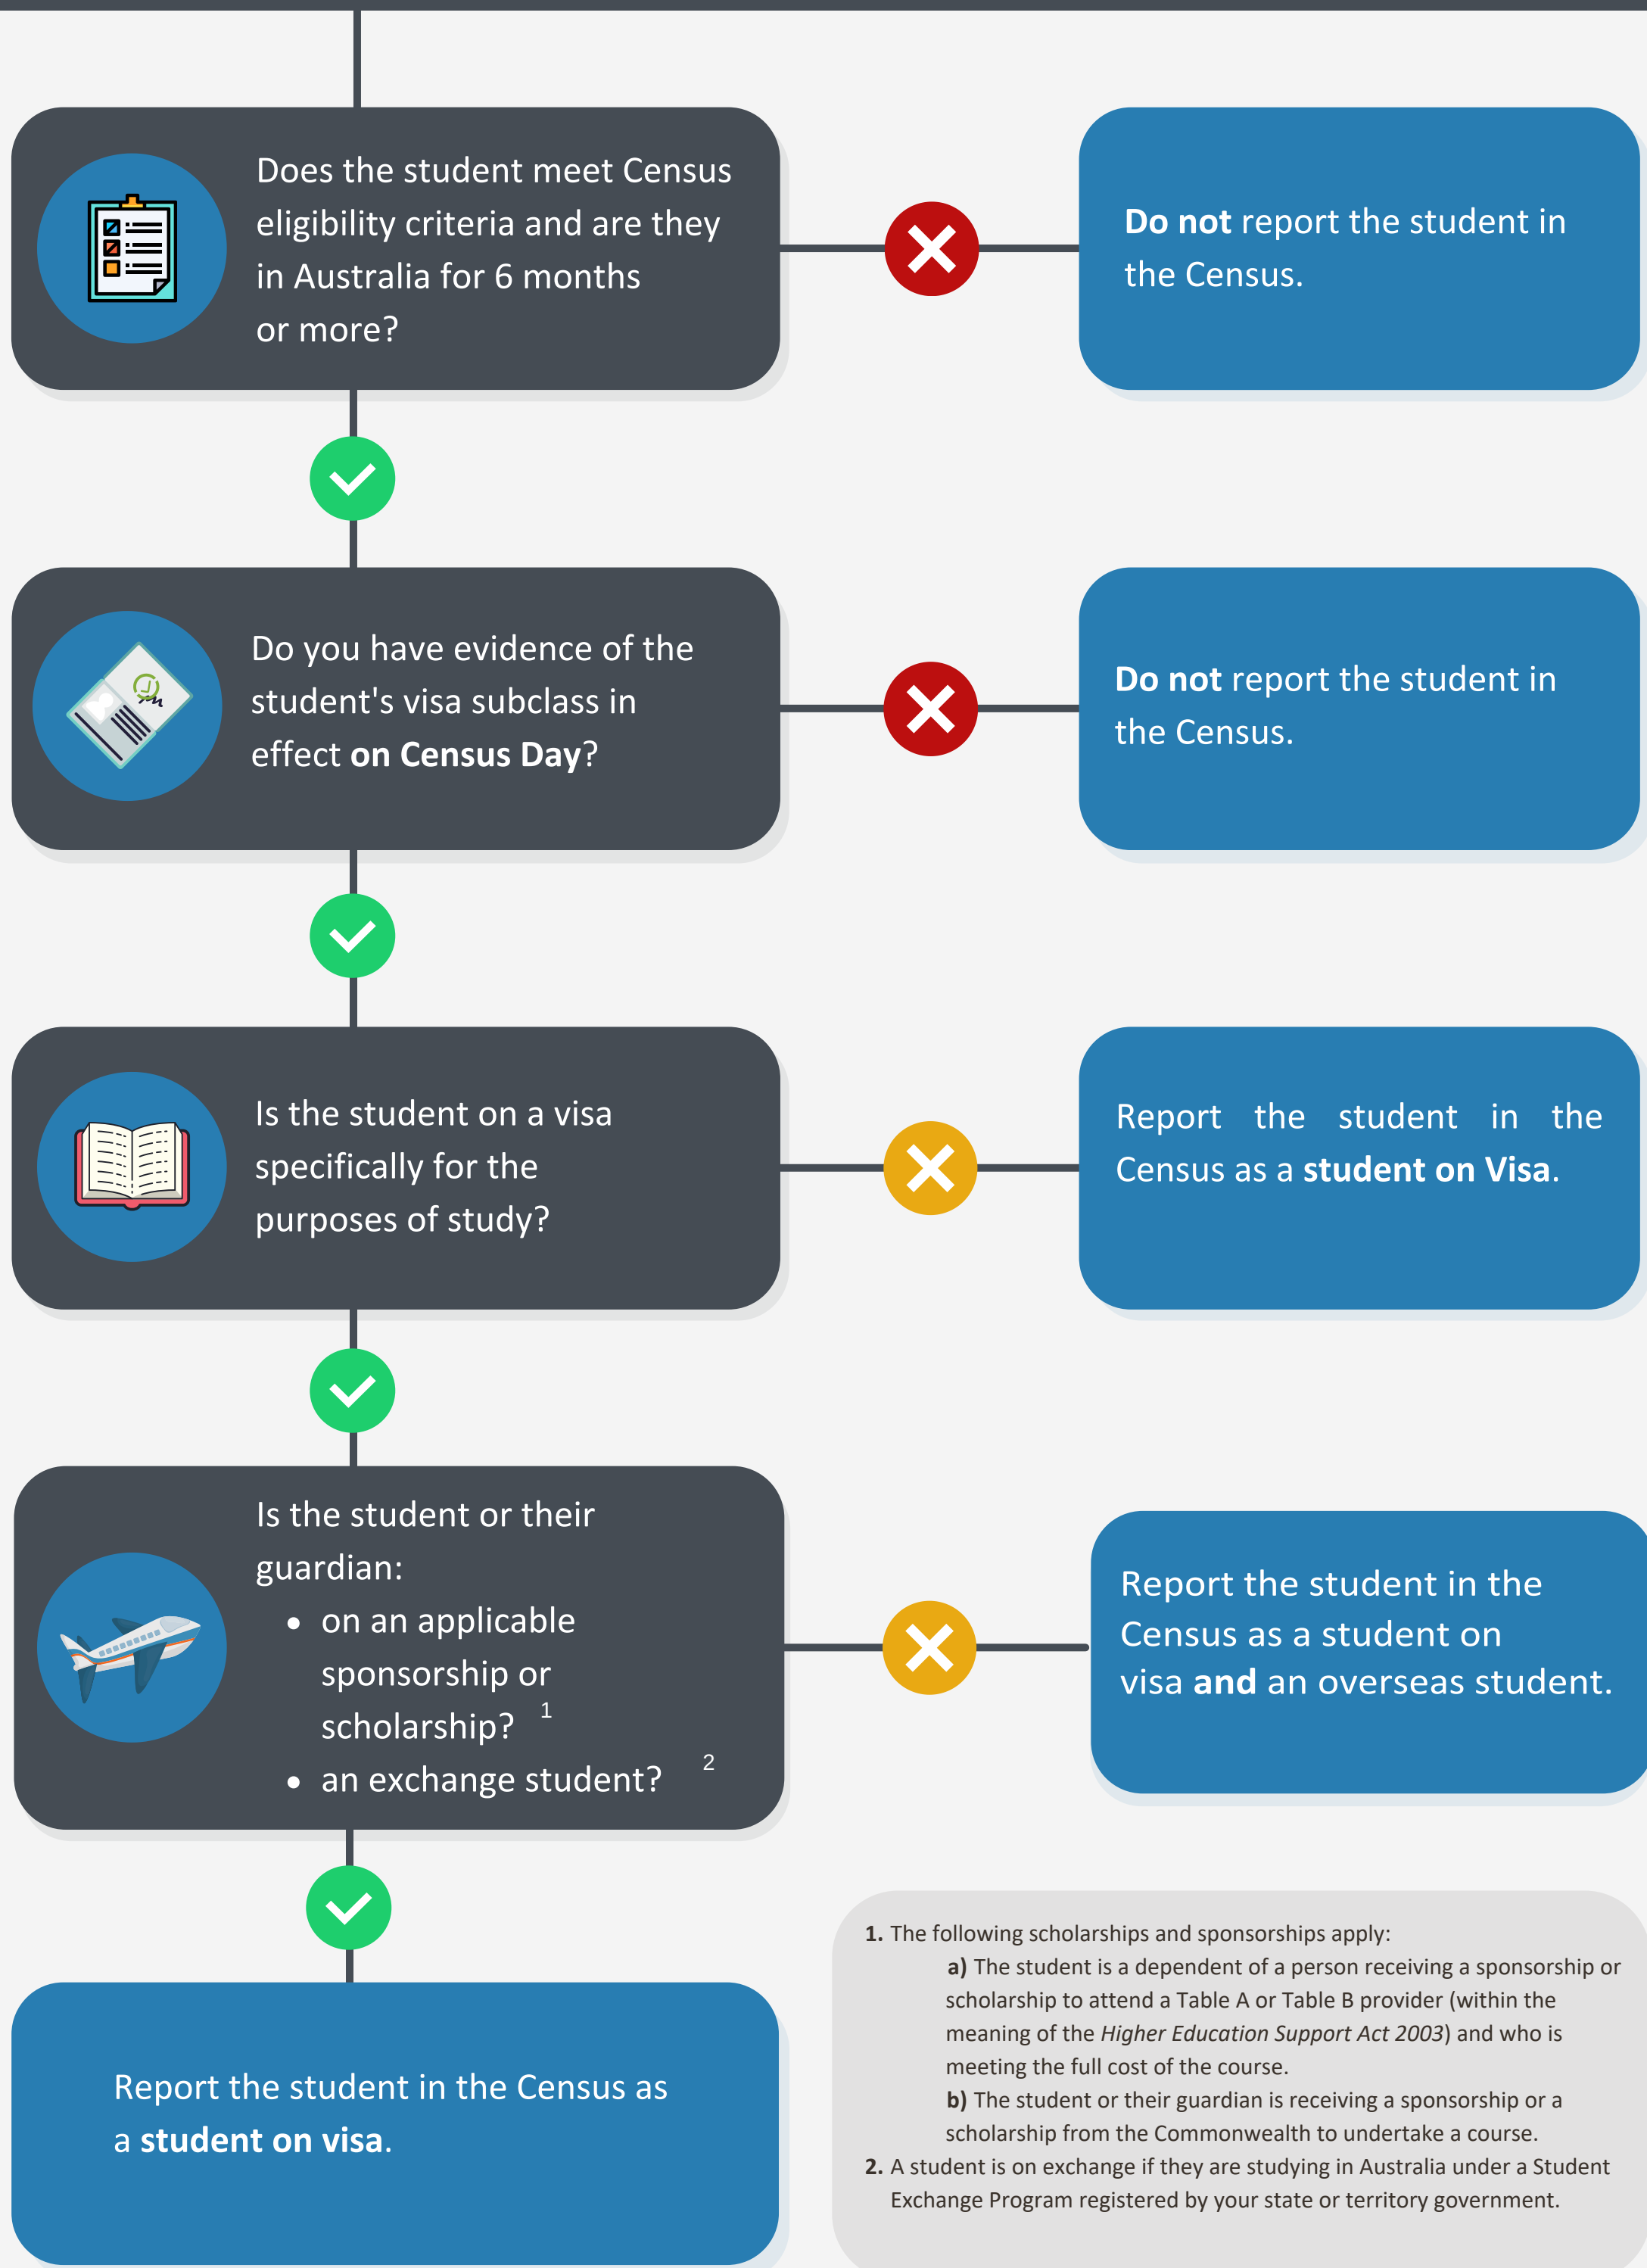 Does the student meet Census
eligibility criteria and are they
in Australia for 6 months
or more?
Do not report the student in
the Census.
Do you have evidence of the
student's visa subclass in
effect on Census Day?
Do not report the student in
the Census.
Is the student on a visa
specifically for the
purposes of study?
Report the student in the
Census as a student on Visa.
Is the student or their
guardian:
• on an applicable
sponsorship or
scholarship? 1
• an exchange student? 2
Report the student in the
Census as a student on
visa and an overseas student.
Report the student in the Census as
a student on visa.
1. The following scholarships and sponsorships apply:
a) The student is a dependent of a person receiving a sponsorship or
scholarship to attend a Table A or Table B provider (within the
meaning of the Higher Education Support Act 2003) and who is
meeting the full cost of the course.
b) The student or their guardian is receiving a sponsorship or a
scholarship from the Commonwealth to undertake a course.
2. A student is on exchange if they are studying in Australia under a Student
Exchange Program registered by your state or territory government.